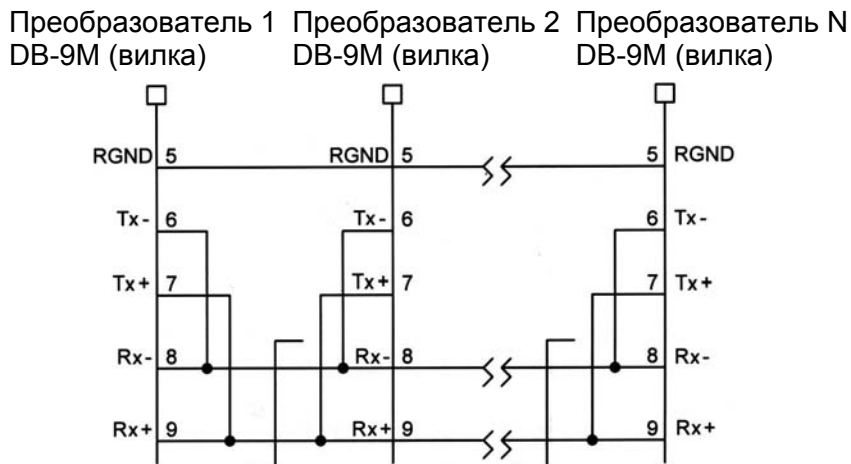 Преобразователь 1 Преобразователь 2 Преобразователь N
DB-9M (вилка) DB-9M (вилка) DB-9M (вилка)
RGND 5 RGND 5 5 RGND
Tx- 6 Tx- 6 6 Tx-
Tx+ 7 Tx+ 7 7 Tx+
Rx- 8 Rx- 8 8 Rx-
Rx+ 9 Rx+ 9 9 Rx+